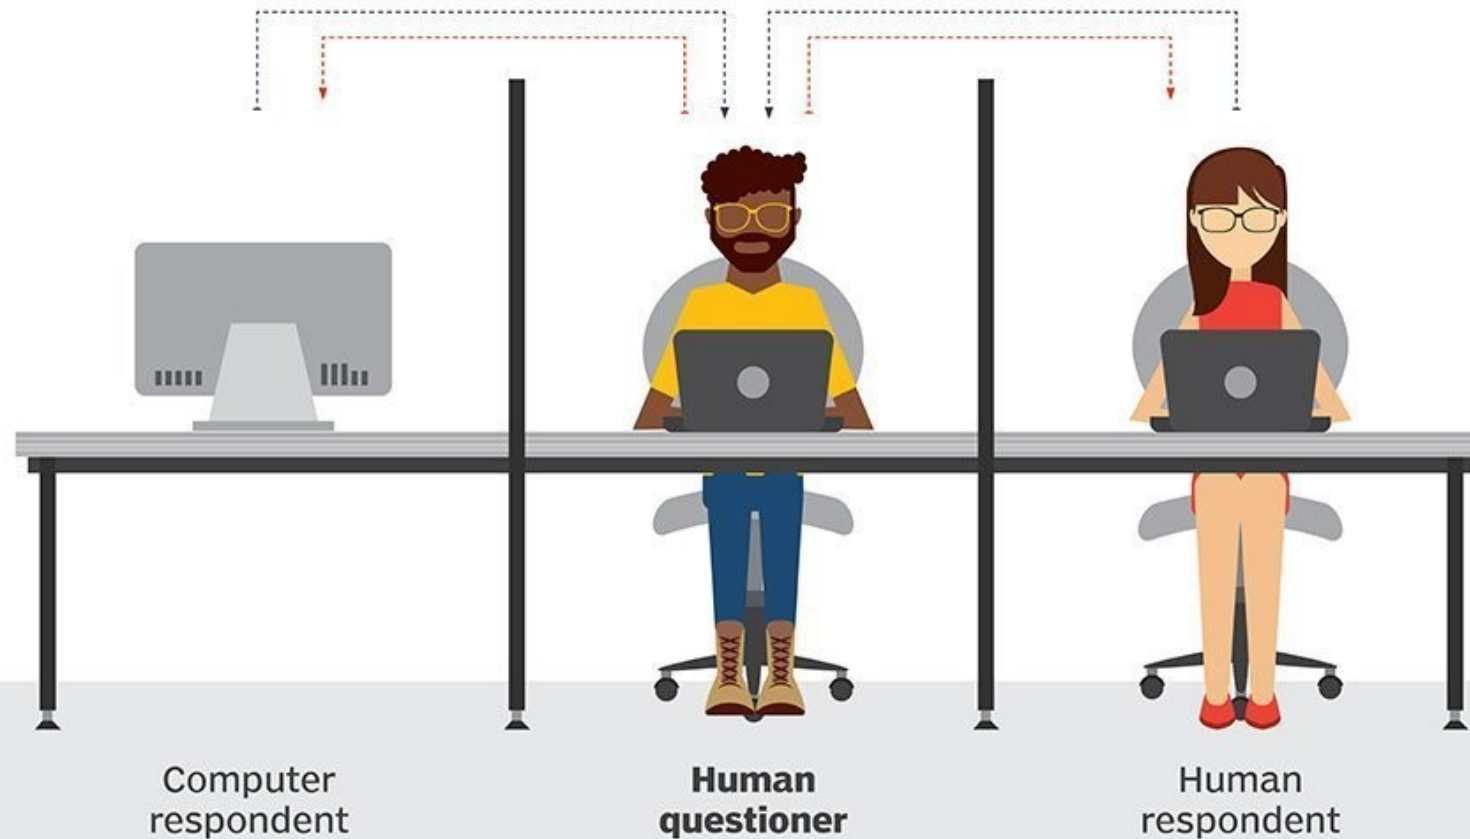 Computer
respondent
Human
questioner
Human
respondent